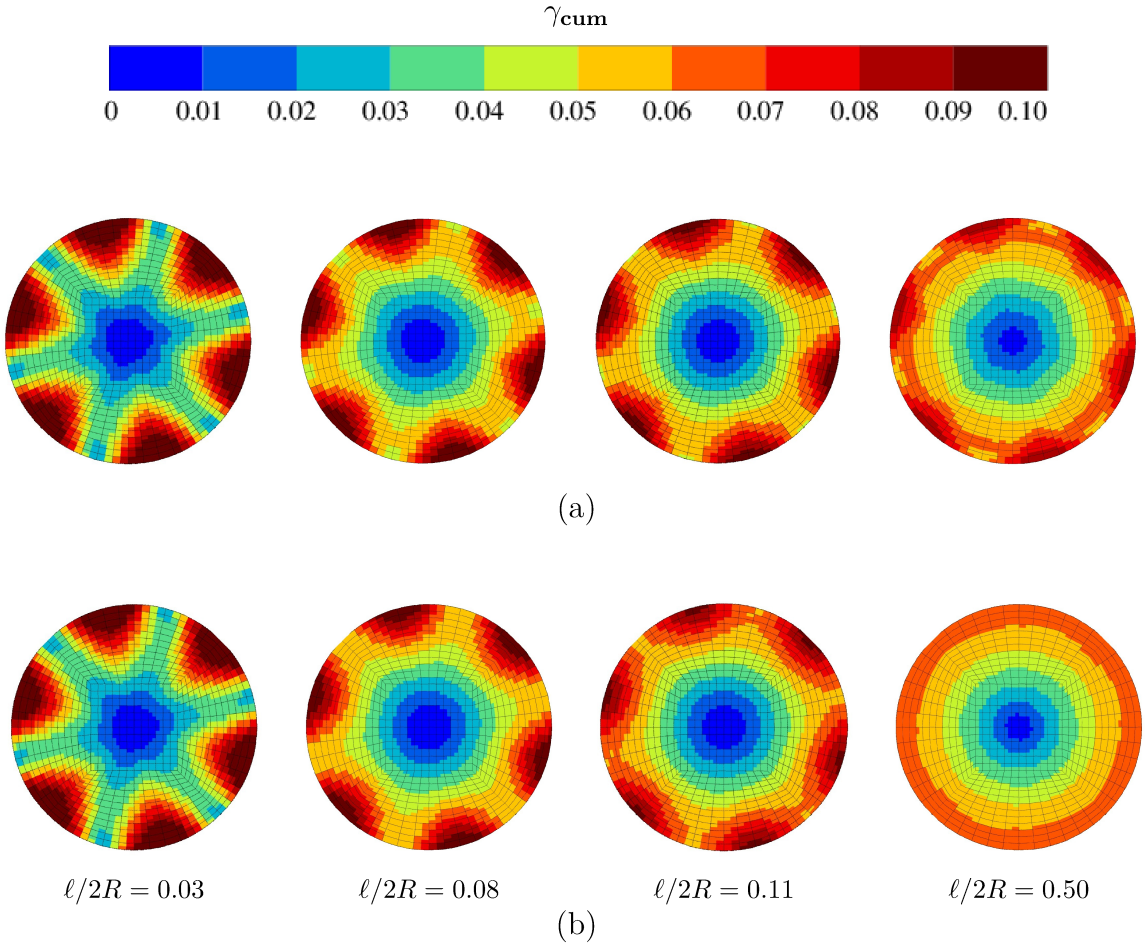 γcum
0 0.01 0.02 0.03 0.04 0.05 0.06 0.07 0.08 0.09 0.10
(a)
ℓ/2R = 0.03 ℓ/2R = 0.08 ℓ/2R = 0.11 ℓ/2R = 0.50
(b)